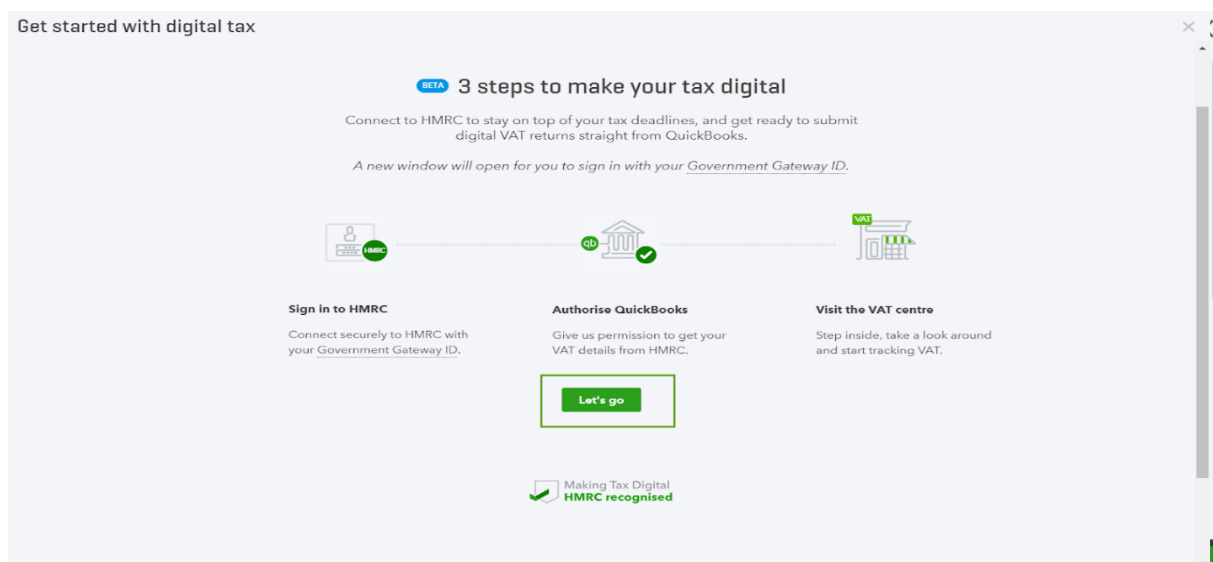 Get started with digital tax
BETA 3 steps to make your tax digital
Connect to HMRC to stay on top of your tax deadlines, and get ready to submit
digital VAT returns straight from QuickBooks.
A new window will open for you to sign in with your Government Gateway ID.
HMRC
qb
VAT
Sign in to HMRC
Connect securely to HMRC with
your Government Gateway ID.
Authorise QuickBooks
Give us permission to get your
VAT details from HMRC.
Visit the VAT centre
Step inside, take a look around
and start tracking VAT.
Let's go
Making Tax Digital
HMRC recognised